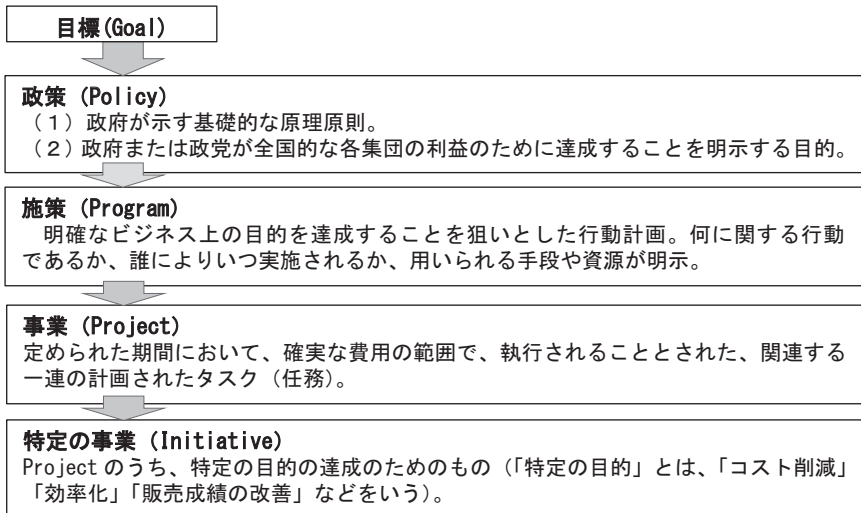 目標(Goal)
政策 (Policy)
（１）政府が示す基礎的な原理原則。
（２）政府または政党が全国的な各集団の利益のために達成することを明示する目的。
施策 (Program)
明確なビジネス上の目的を達成することを狙いとした行動計画。何に関する行動
であるか、誰によりいつ実施されるか、用いられる手段や資源が明示。
事業 (Project)
定められた期間において、確実な費用の範囲で、執行されることとされた、関連する
一連の計画されたタスク（任務）。
特定の事業 (Initiative)
Project のうち、特定の目的の達成のためのもの（「特定の目的」とは、「コスト削減」
「効率化」「販売成績の改善」などをいう）。